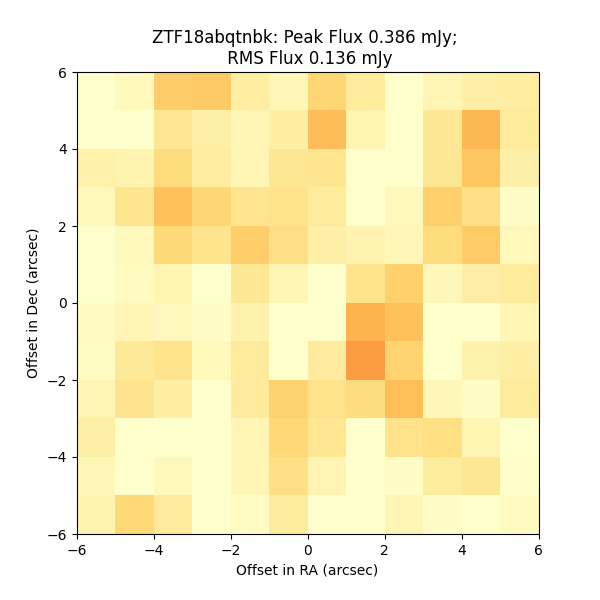 ZTF18abqtnbk: Peak Flux 0.386 mJy;
RMS Flux 0.136 mJy
6
4
2
0
−2
−4
−6
Offset in Dec (arcsec)
−6 −4 −2 0 2 4 6
Offset in RA (arcsec)